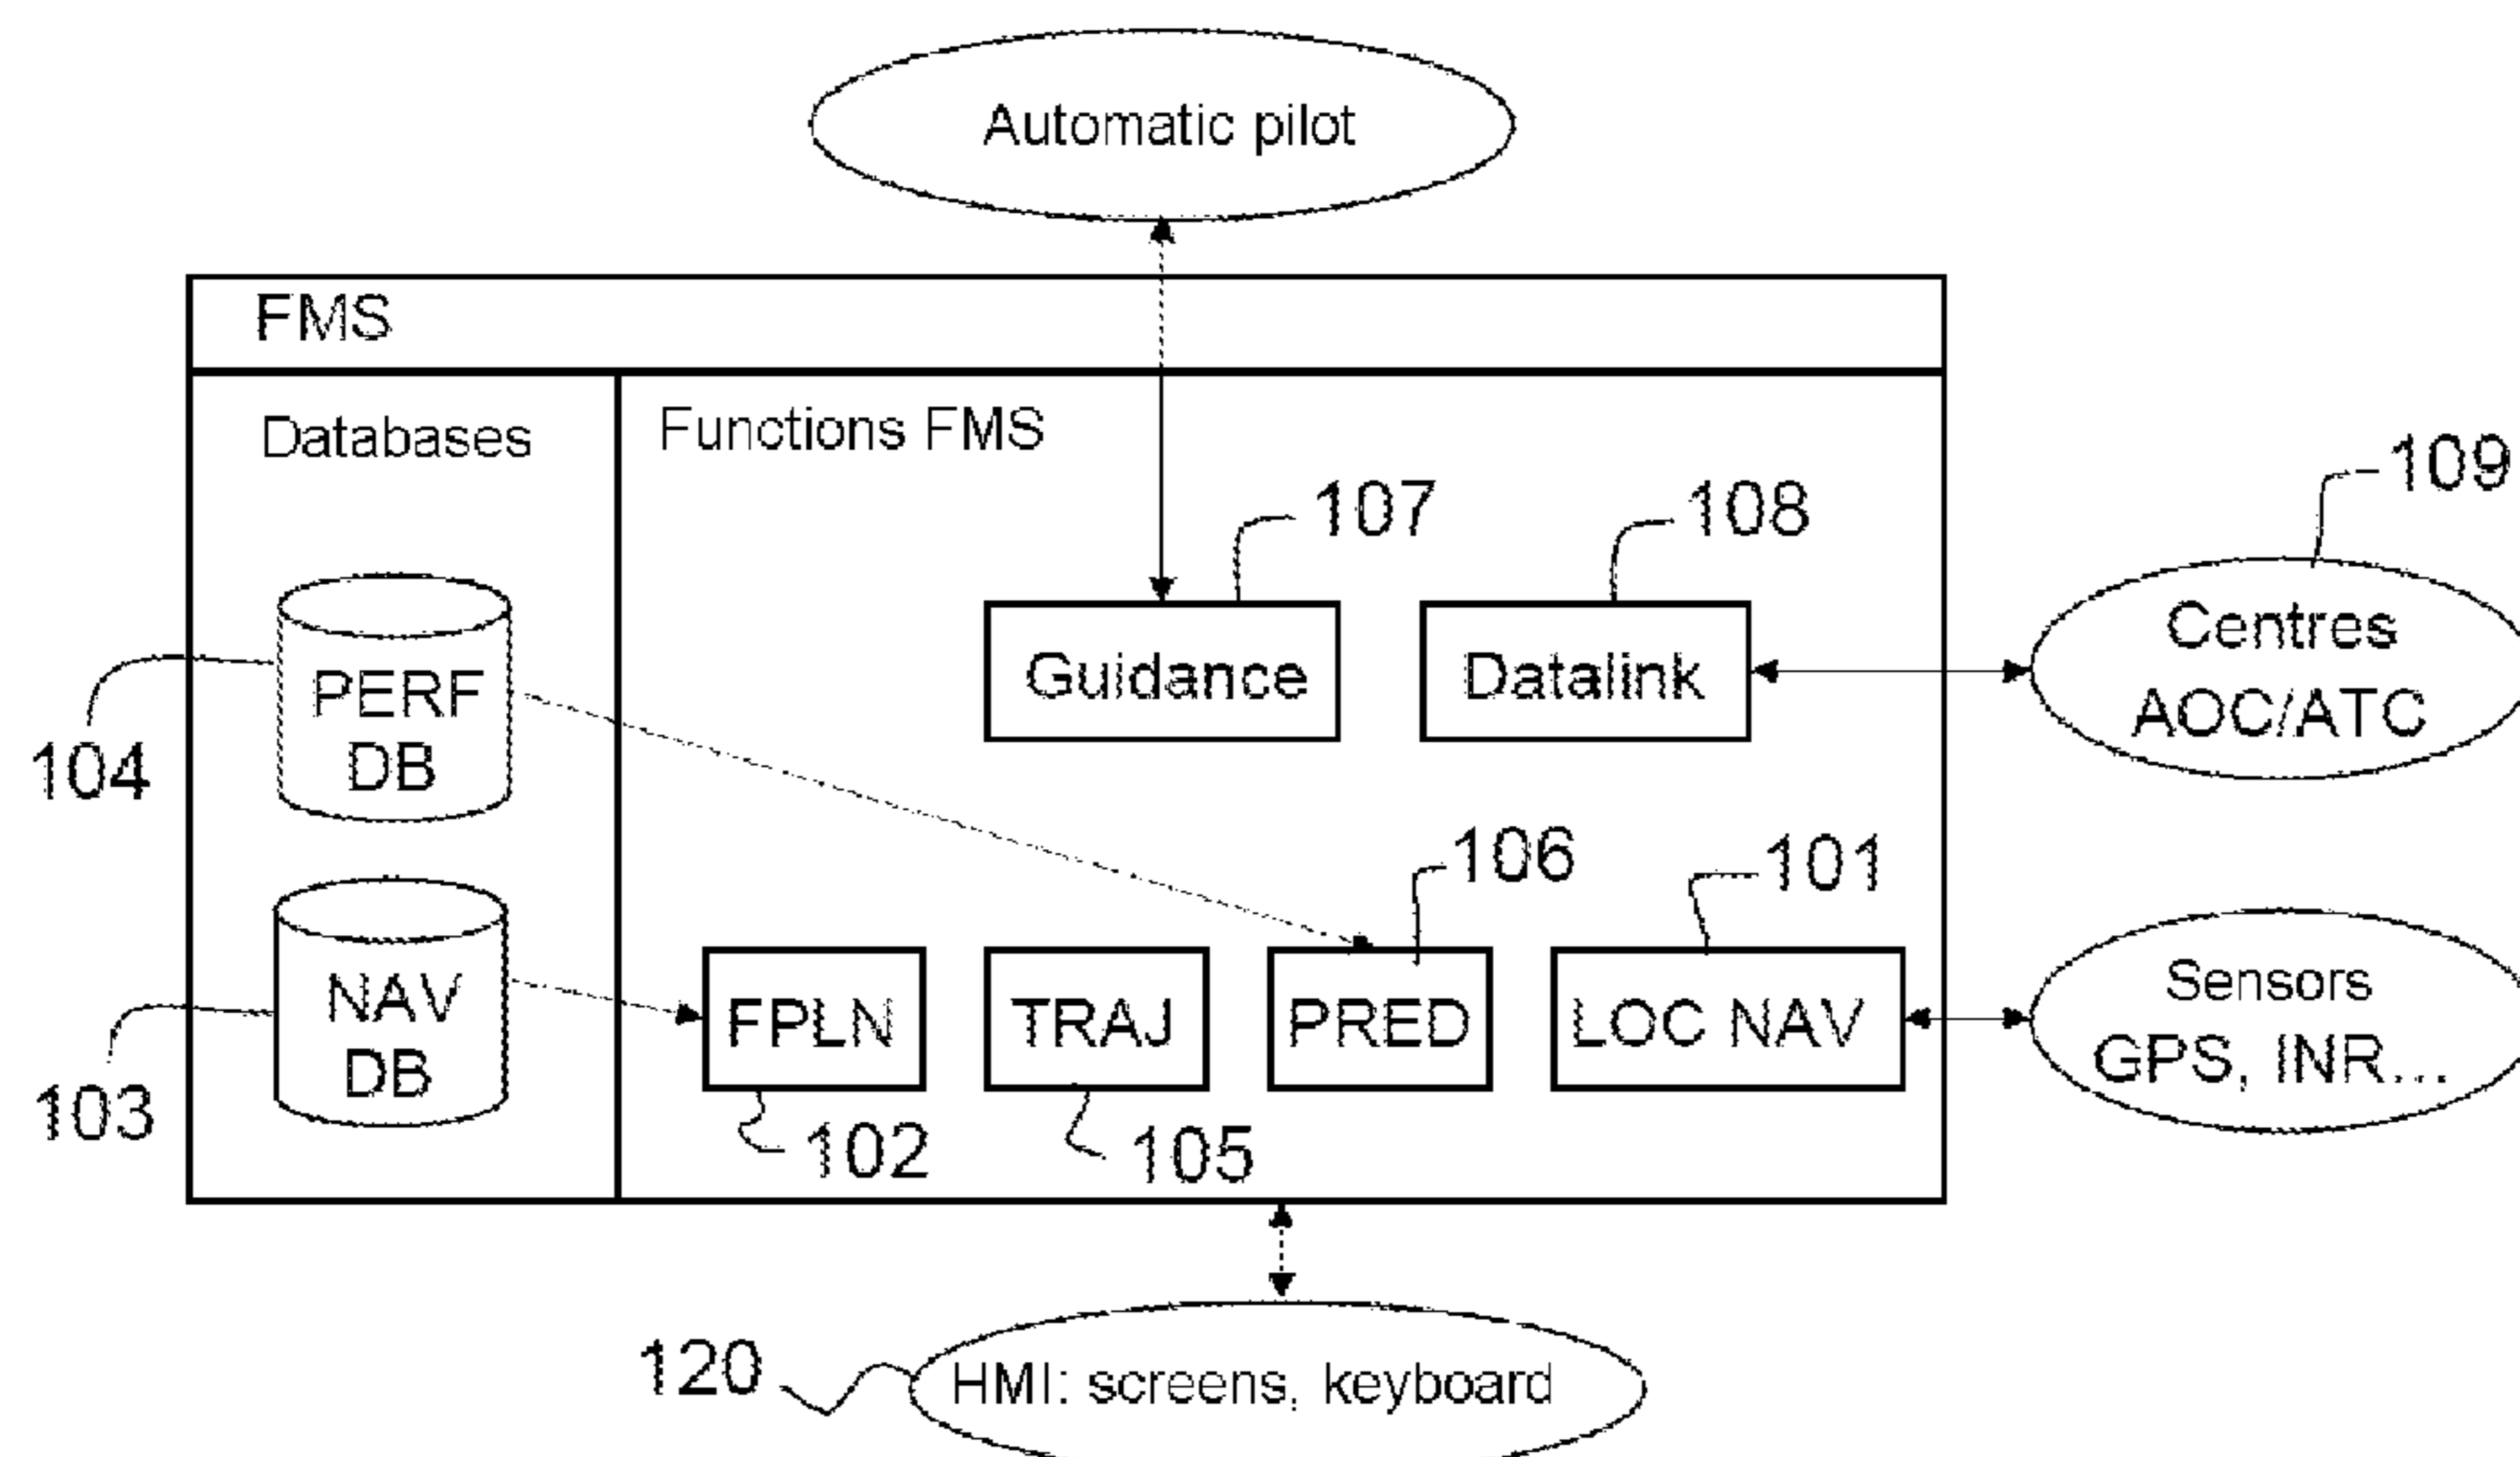 Automatic pilot
FMS
Databases
Functions FMS
109
107
108
Centres
AOC/ATC
Guidance
Datalink
PERF
DB
104
106
101
Sensors
GPS, INR...
NAV
DB
FPLN
TRAJ
PRED
LOC NAV
103
102
105
120
HMI: screens, keyboard